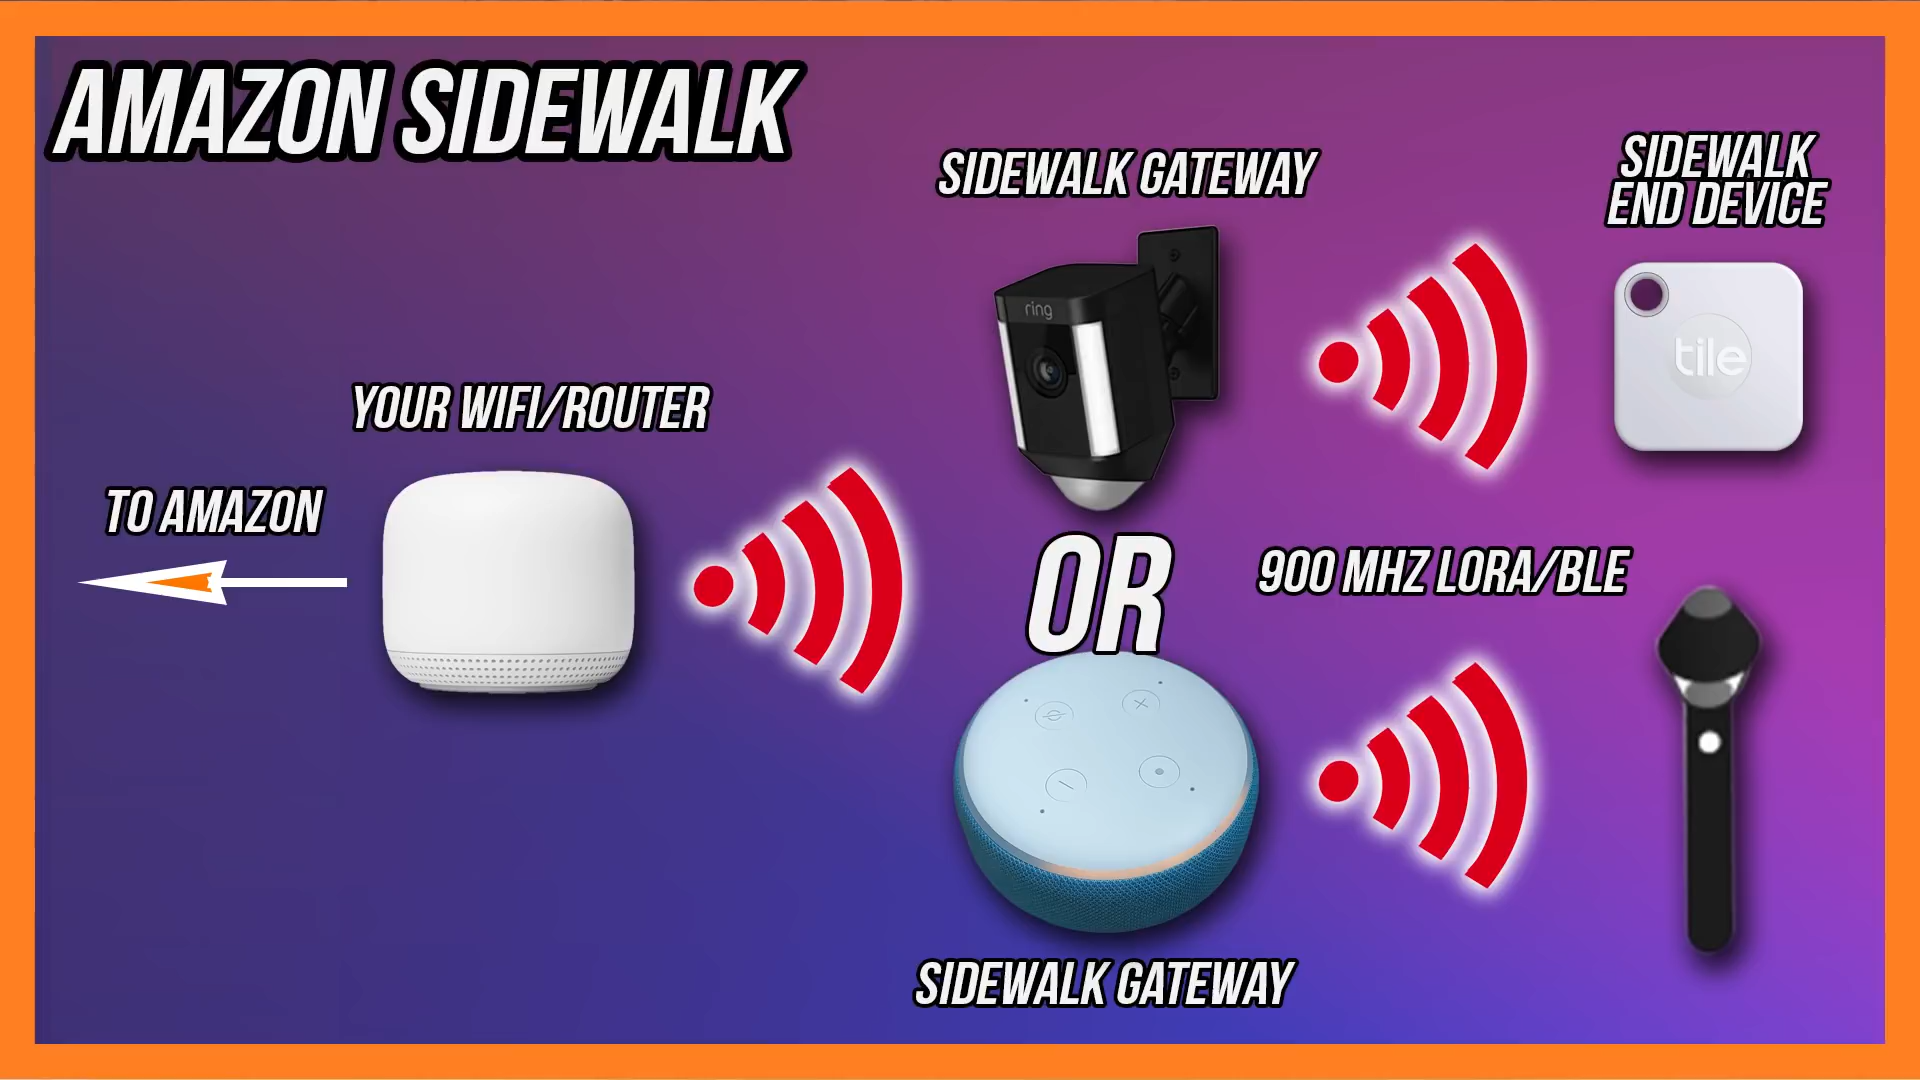 AMAZON SIDEWALK
SIDEWALK GATEWAY
SIDEWALK
END DEVICE
ring
tile
YOUR WIFI/ROUTER
TO AMAZON
OR
900 MHZ LORA/BLE
SIDEWALK GATEWAY